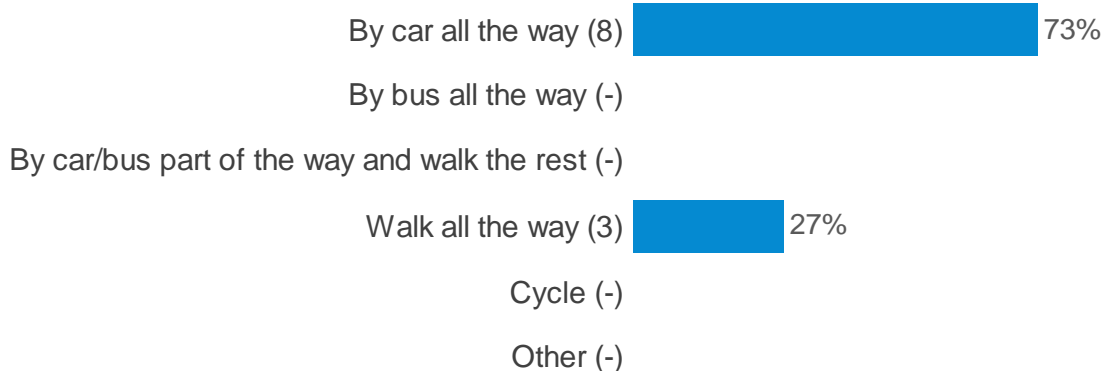 By car all the way (8) 73%
By bus all the way (-)
By car/bus part of the way and walk the rest (-)
Walk all the way (3) 27%
Cycle (-)
Other (-)